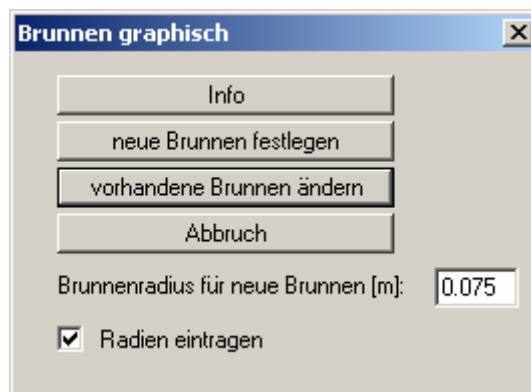 Brunnen graphisch
Info
neue Brunnen festlegen
vorhandene Brunnen ändern
Abbruch
Brunnenradius für neue Brunnen [m]: 0.075
Radien eintragen